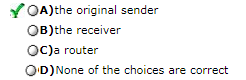 A)the original sender
B)the receiver
C)a router
D)None of the choices are correct